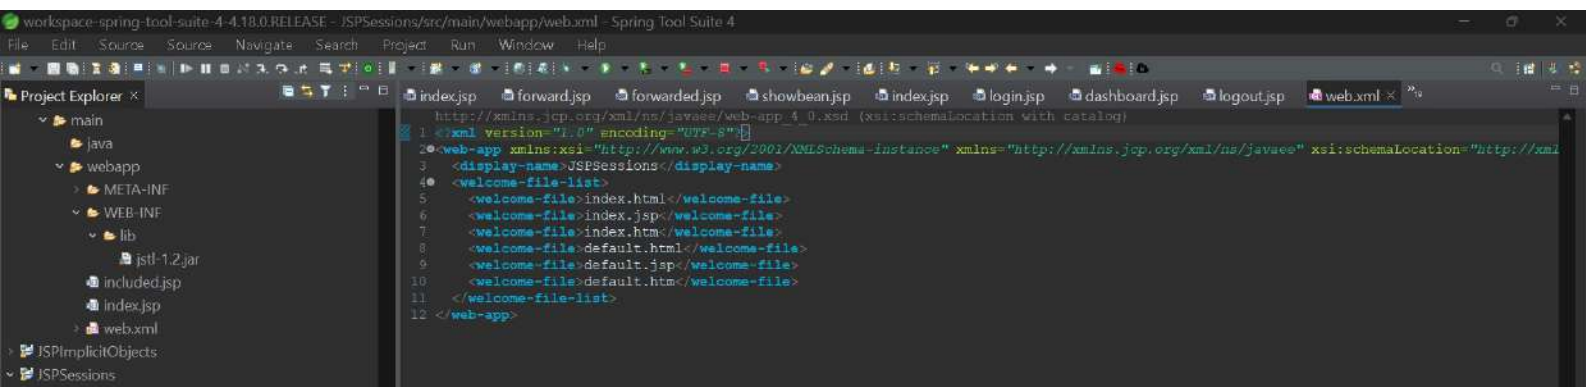 workspace-spring-tool-suite-4-4.18.0.RELEASE - JSPSessions/src/main/webapp/web.xml - Spring Tool Suite 4
File Edit Source Source Navigate Search Project Run Window Help
Project Explorer
index.jsp forward.jsp forwarded.jsp showbean.jsp index.jsp login.jsp dashboard.jsp logout.jsp web.xml
main
java
webapp
META-INF
WEB-INF
lib
jstl-1.2.jar
included.jsp
index.jsp
web.xml
JSPImplicitObjects
JSPSessions
http://xmlns.jcp.org/xml/ns/javaee/web-app_4_0.xsd (xsi:schemaLocation with catalog)
1 <?xml version="1.0" encoding="UTF-8"?>
2 <web-app xmlns:xsi="http://www.w3.org/2001/XMLSchema-instance" xmlns="http://xmlns.jcp.org/xml/ns/javaee" xsi:schemaLocation="http://xml
3 <display-name>JSPSessions</display-name>
4 <welcome-file-list>
5 <welcome-file>index.html</welcome-file>
6 <welcome-file>index.jsp</welcome-file>
7 <welcome-file>index.htm</welcome-file>
8 <welcome-file>default.html</welcome-file>
9 <welcome-file>default.jsp</welcome-file>
10 <welcome-file>default.htm</welcome-file>
11 </welcome-file-list>
12 </web-app>